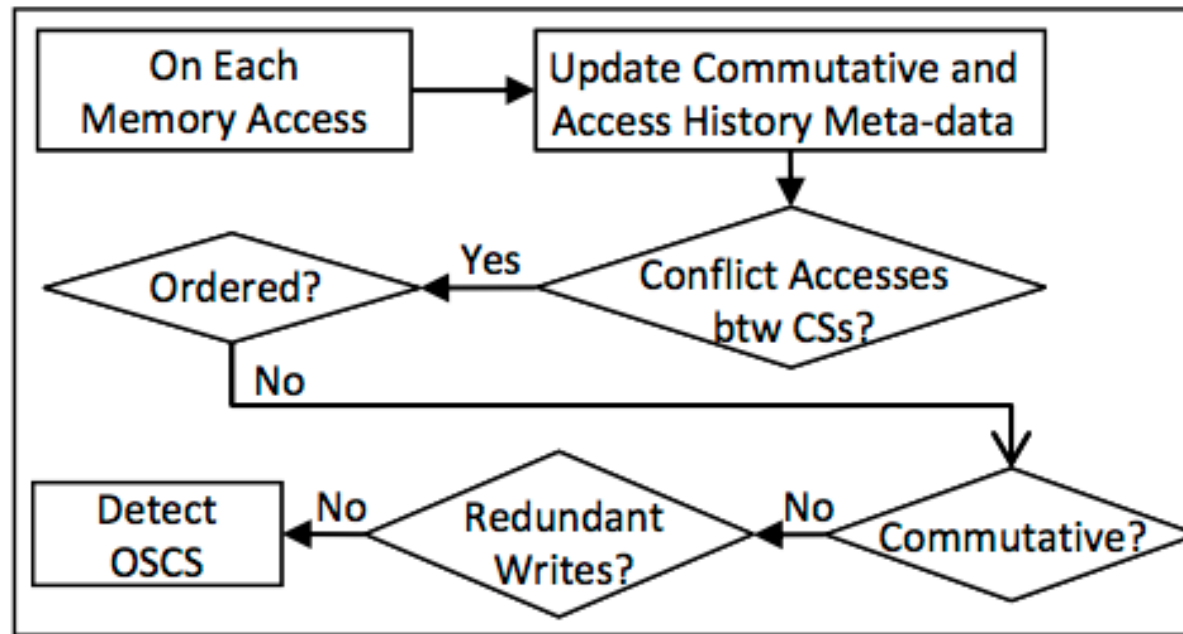 On Each
Memory Access
Update Commutative and
Access History Meta-data
Conflict Accesses
btw CSs?
Yes
Ordered?
No
Commutative?
No
Redundant
Writes?
No
Detect
OSCS